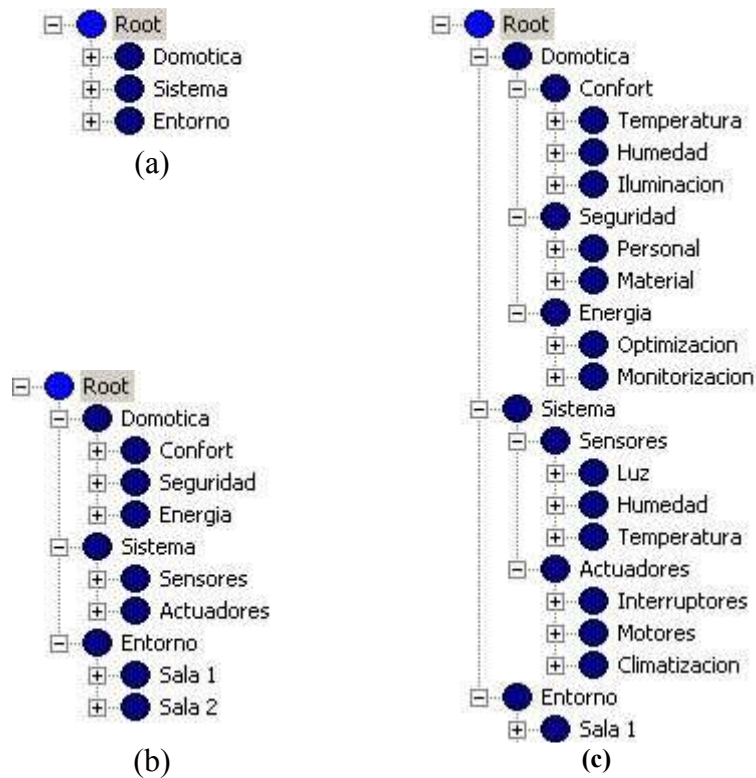 Root
Domotica
Sistema
Entorno
(a)
Root
Domotica
Confort
Seguridad
Energia
Sistema
Sensores
Actuadores
Entorno
Sala 1
Sala 2
(b)
Root
Domotica
Confort
Temperatura
Humedad
Iluminacion
Seguridad
Personal
Material
Energia
Optimizacion
Monitorizacion
Sistema
Sensores
Luz
Humedad
Temperatura
Actuadores
Interruptores
Motores
Climatizacion
Entorno
Sala 1
(c)